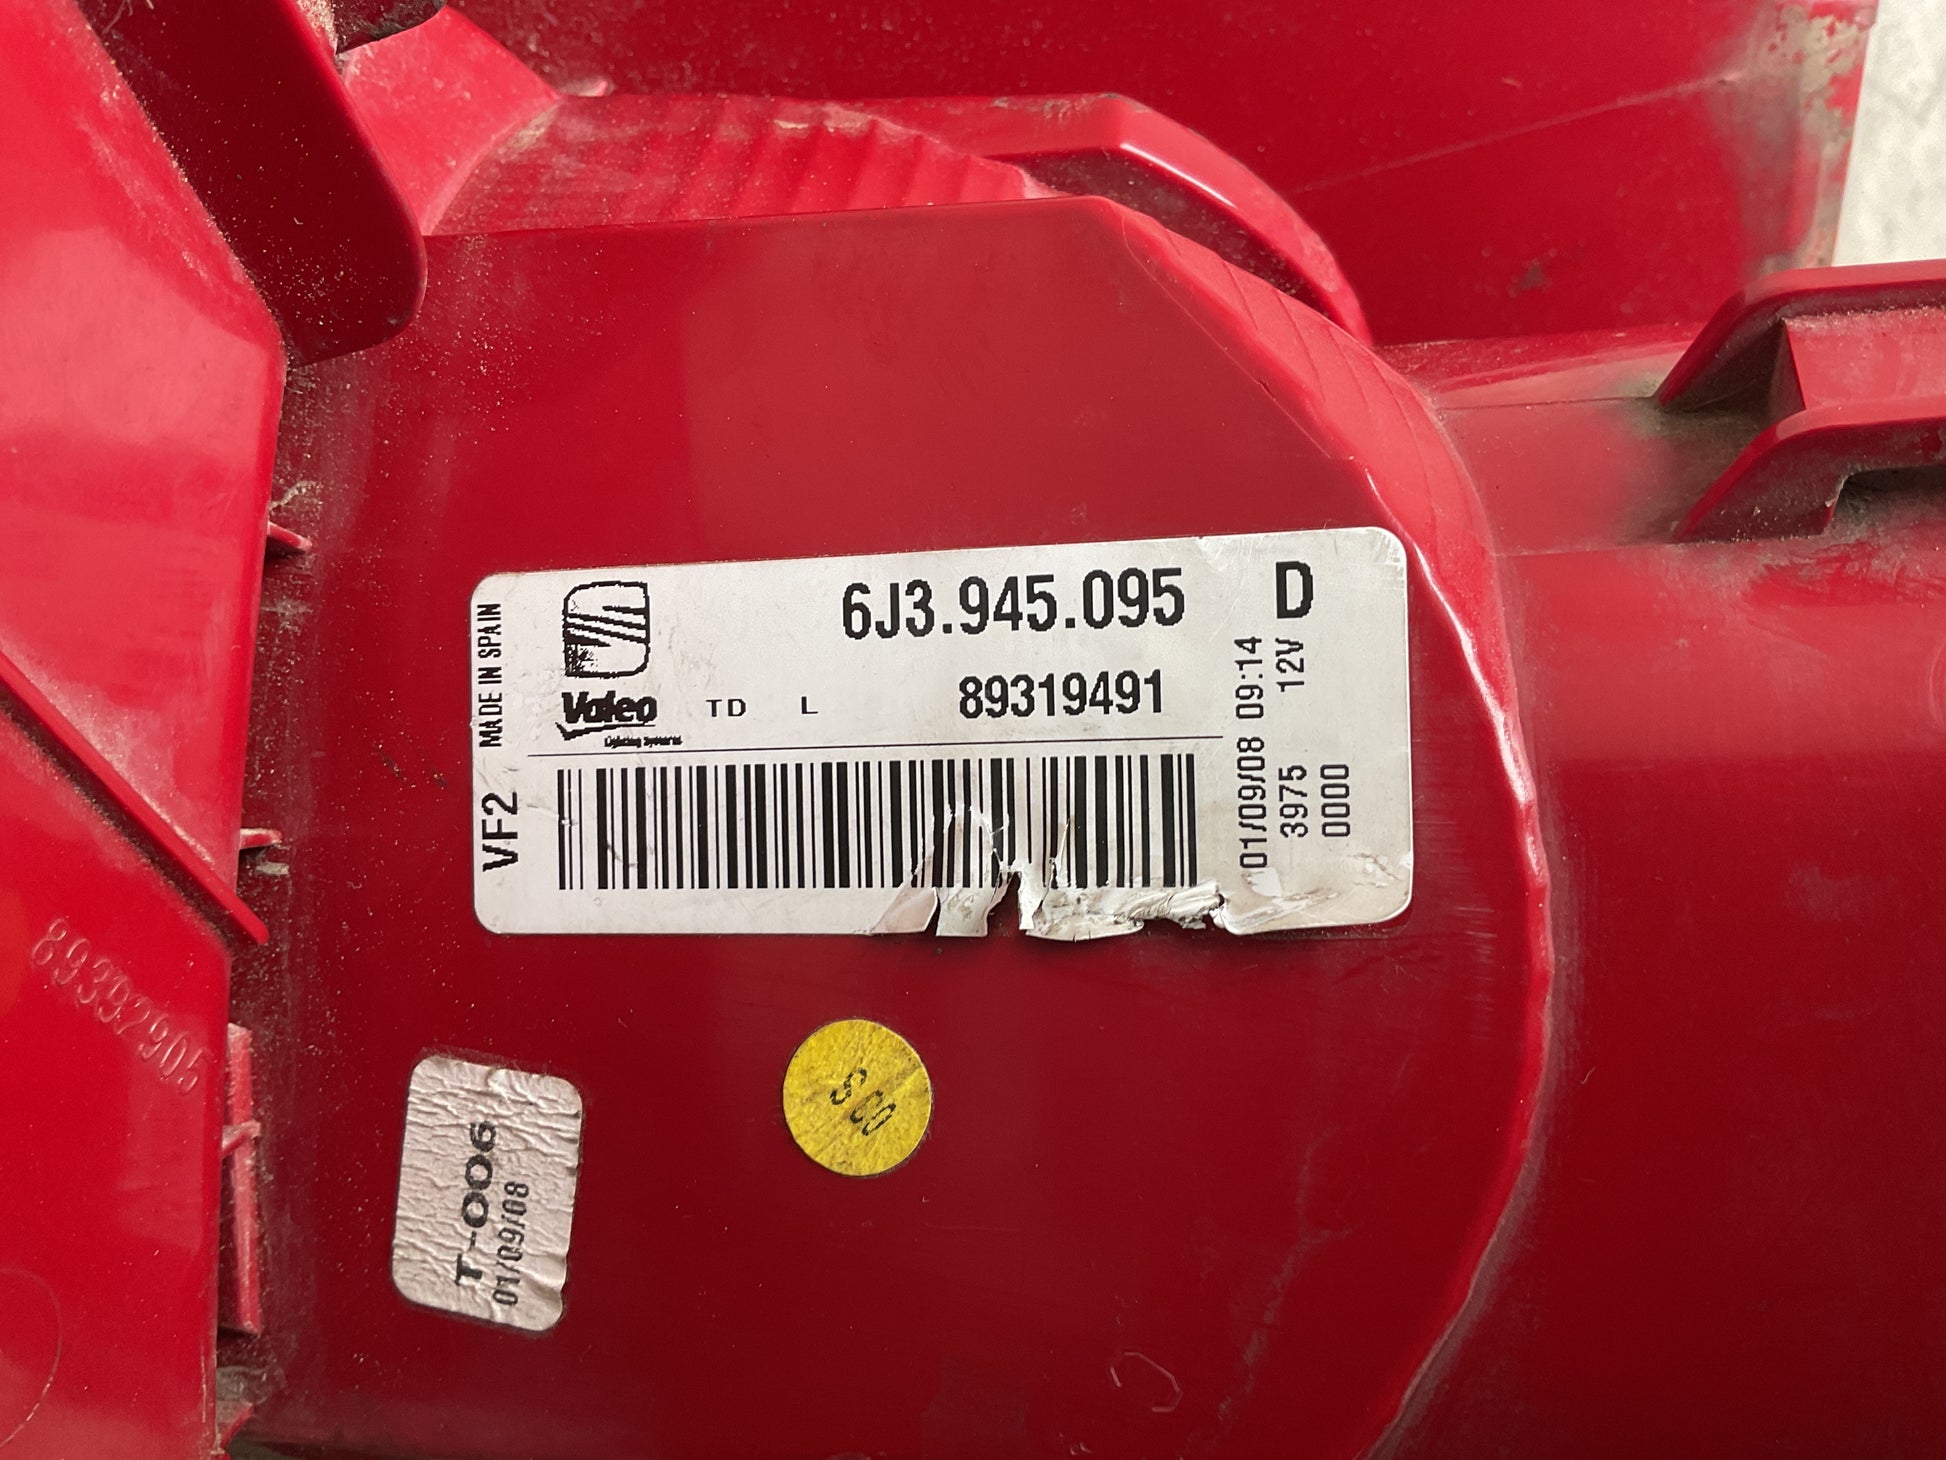 6J3.945.095 D
Valeo TD L 89319491
Lighting Systems
MADE IN SPAIN
VF2
01/09/08 09:14
3975 12V
0000
89392905
S CO
T-006
01/09/08